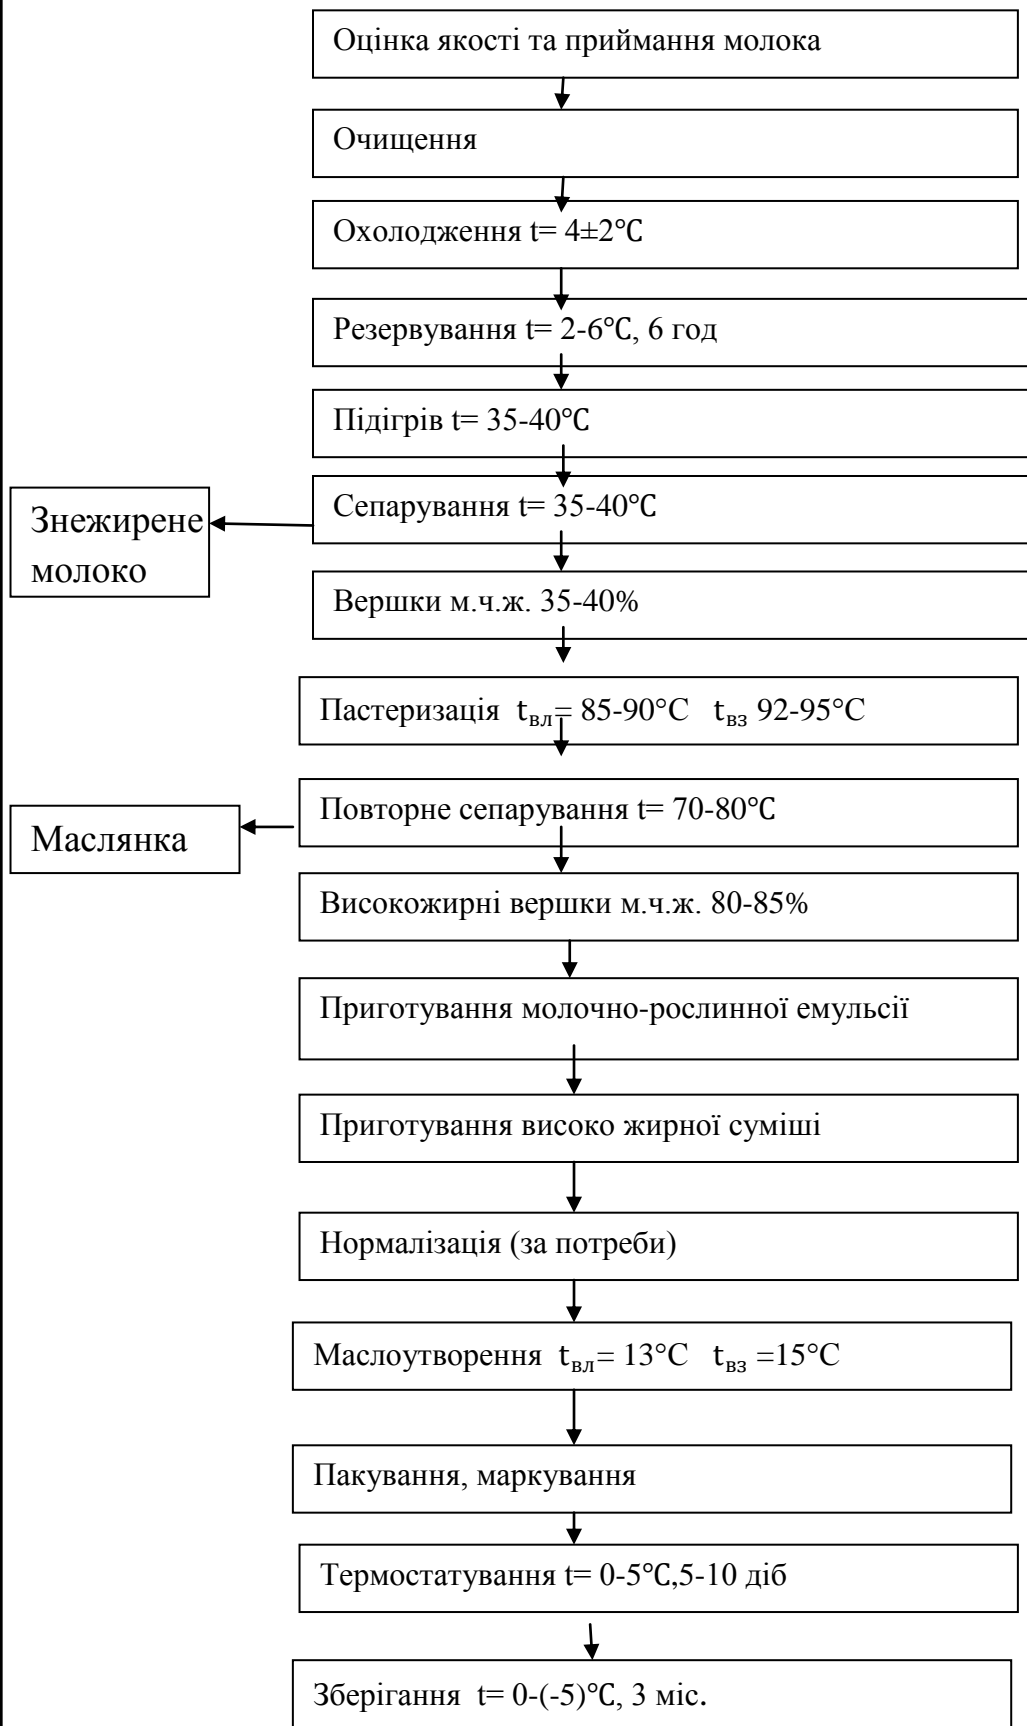 Оцінка якості та приймання молока
Очищення
Охолодження t= 4±2°С
Резервування t= 2-6°С, 6 год
Підігрів t= 35-40°С
Сепарування t= 35-40°С
Знежирене
молоко
Вершки м.ч.ж. 35-40%
Пастеризація tвл= 85-90°С tвз 92-95°С
Повторне сепарування t= 70-80°С
Маслянка
Високожирні вершки м.ч.ж. 80-85%
Приготування молочно-рослинної емульсії
Приготування високо жирної суміші
Нормалізація (за потреби)
Маслоутворення tвл= 13°С tвз =15°С
Пакування, маркування
Термостатування t= 0-5°С,5-10 діб
Зберігання t= 0-(-5)°С, 3 міс.